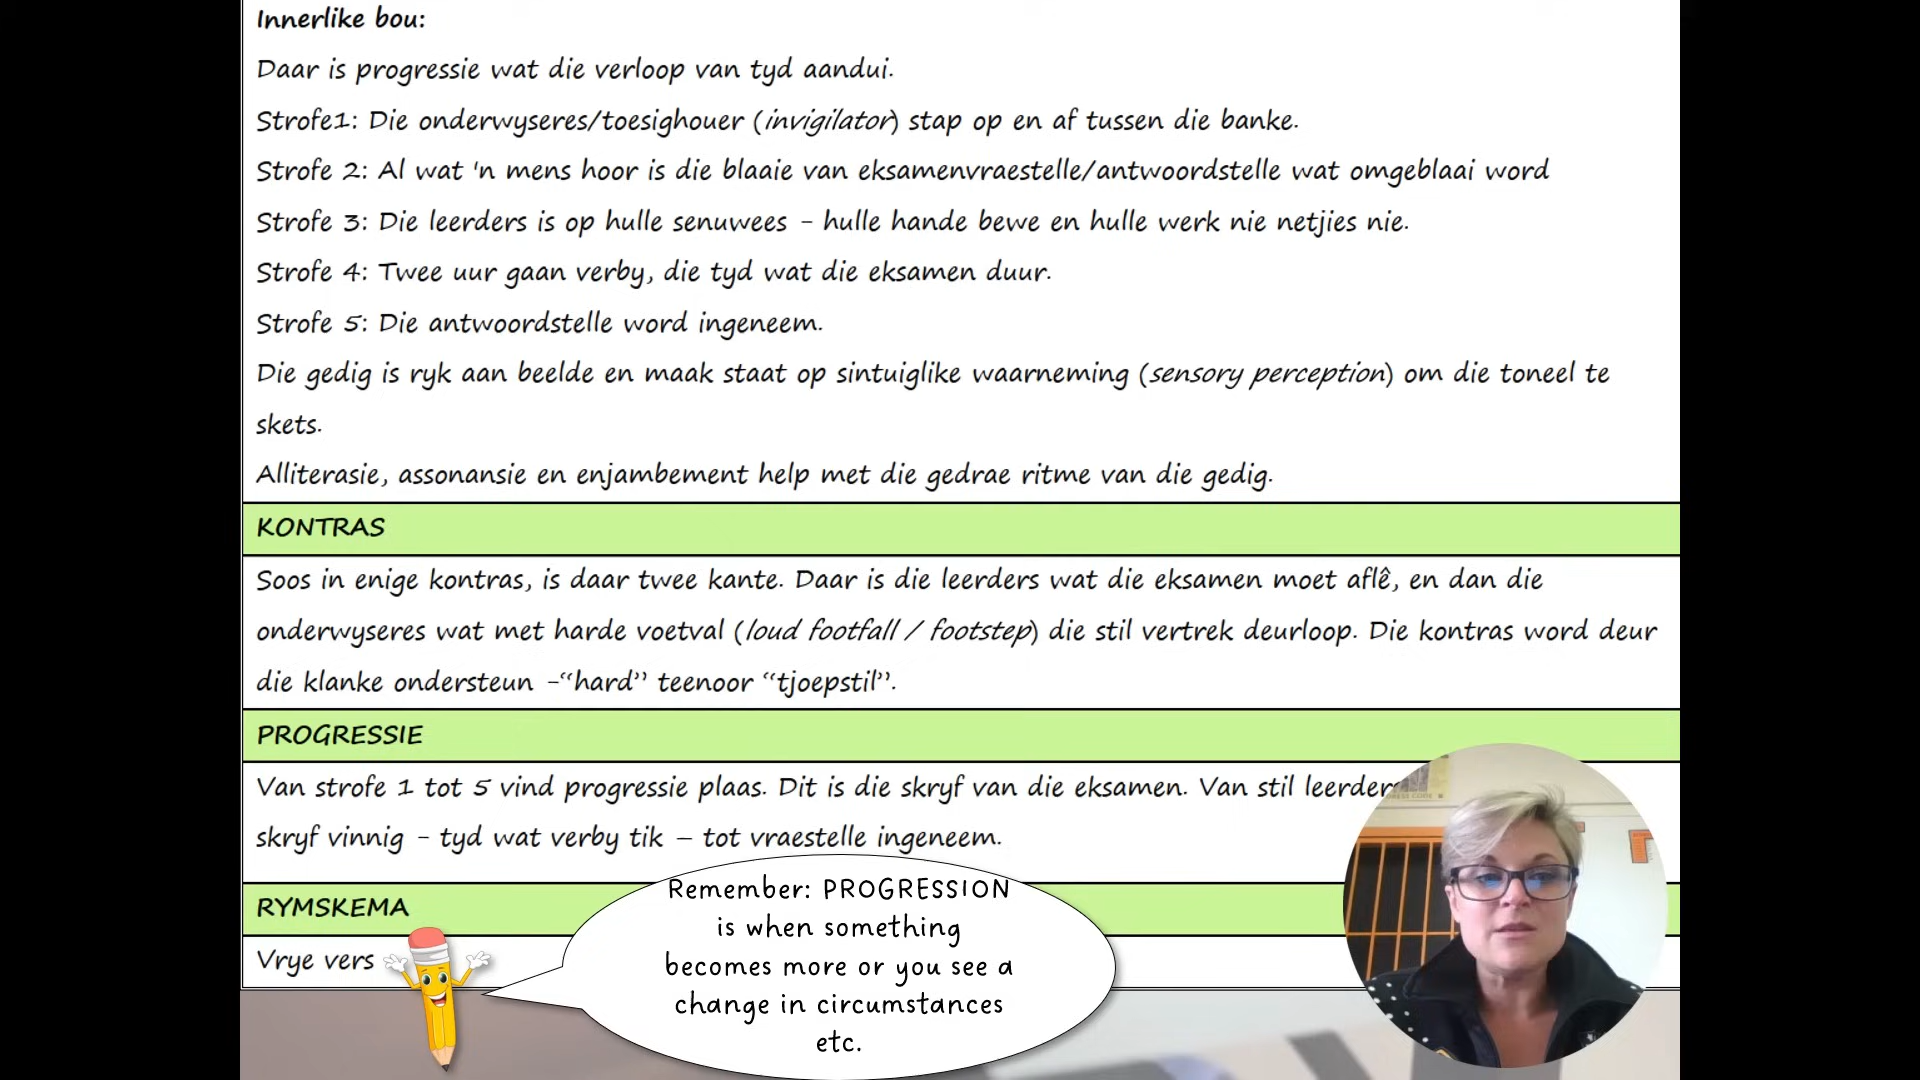 Innerlike bou:
Daar is progressie wat die verloop van tyd aandui.
Strofe1: Die onderwyseres/toesighouer (invigilator) stap op en af tussen die banke.
Strofe 2: Al wat 'n mens hoor is die blaaie van eksamenvraestelle/antwoordstelle wat omgeblaai word
Strofe 3: Die leerders is op hulle senuwees - hulle hande bewe en hulle werk nie netjies nie.
Strofe 4: Twee uur gaan verby, die tyd wat die eksamen duur.
Strofe 5: Die antwoordstelle word ingeneem.
Die gedig is ryk aan beelde en maak staat op sintuiglike waarneming (sensory perception) om die toneel te
skets.
Alliterasie, assonansie en enjambement help met die gedrae ritme van die gedig.
KONTRAS
Soos in enige kontras, is daar twee kante. Daar is die leerders wat die eksamen moet aflê, en dan die
onderwyseres wat met harde voetval (loud footfall / footstep) die stil vertrek deurloop. Die kontras word deur
die klanke ondersteun -“hard” teenoor “tjoepstil”.
PROGRESSIE
Van strofe 1 tot 5 vind progressie plaas. Dit is die skryf van die eksamen. Van stil leerders
skryf vinnig - tyd wat verby tik – tot vraestelle ingeneem.
RYMSKEMA
Vrye vers
Remember: PROGRESSION
is when something
becomes more or you see a
change in circumstances
etc.